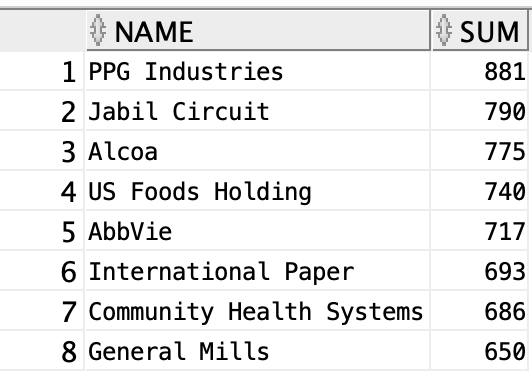 NAME SUM
1 PPG Industries 881
2 Jabil Circuit 790
3 Alcoa 775
4 US Foods Holding 740
5 AbbVie 717
6 International Paper 693
7 Community Health Systems 686
8 General Mills 650